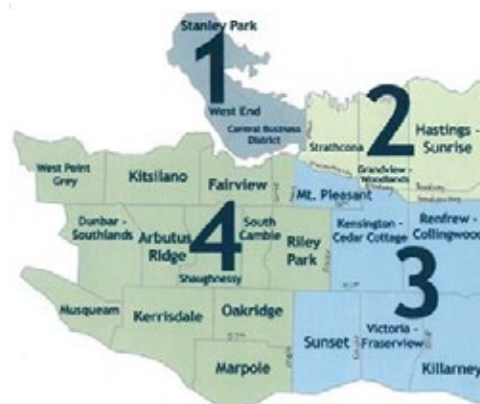 Stanley Park
1
West End
Central Business
District
2
Strathcona
Grandview -
Woodlands
Hastings -
Sunrise
West Point
Grey
Kitsilano
Fairview
Mt. Pleasant
Dunbar -
Southlands
Arbutus
Ridge
4
Shaughnessy
South
Cambie
Riley
Park
Kensington -
Cedar Cottage
Renfrew -
Collingwood
3
Musqueam
Kerrisdale
Oakridge
Marpole
Sunset
Victoria -
Fraserview
Killarney